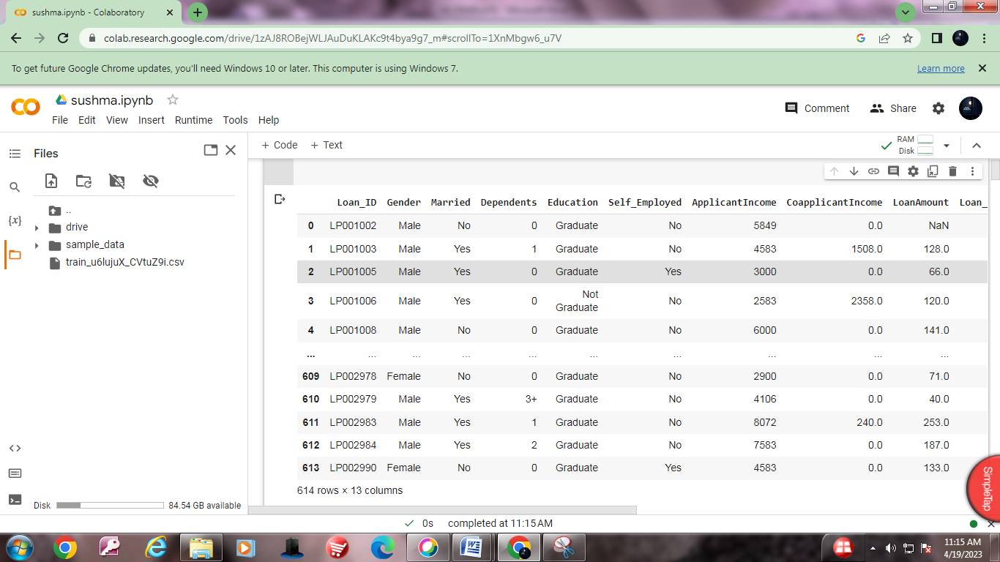 sushma.ipynb - Colaboratory
colab.research.google.com/drive/1zAJ8ROBejWLJAuDuKLAKc9t4bya9g7_m#scrollTo=1XnMbgw6_u7V
To get future Google Chrome updates, you'll need Windows 10 or later. This computer is using Windows 7. Learn more
sushma.ipynb
File Edit View Insert Runtime Tools Help
Comment Share
Files
+ Code + Text
RAM
Disk
..
drive
sample_data
train_u6lujuX_CVtuZ9i.csv
{x}
Loan_ID Gender Married Dependents Education Self_Employed ApplicantIncome CoapplicantIncome LoanAmount Loan_
0 LP001002 Male No 0 Graduate No 5849 0.0 NaN
1 LP001003 Male Yes 1 Graduate No 4583 1508.0 128.0
2 LP001005 Male Yes 0 Graduate Yes 3000 0.0 66.0
3 LP001006 Male Yes 0 Not Graduate No 2583 2358.0 120.0
4 LP001008 Male No 0 Graduate No 6000 0.0 141.0
... ... ... ... ... ... ... ... ... ...
609 LP002978 Female No 0 Graduate No 2900 0.0 71.0
610 LP002979 Male Yes 3+ Graduate No 4106 0.0 40.0
611 LP002983 Male Yes 1 Graduate No 8072 240.0 253.0
612 LP002984 Male Yes 2 Graduate No 7583 0.0 187.0
613 LP002990 Female No 0 Graduate Yes 4583 0.0 133.0
614 rows × 13 columns
SimpleTap
Disk 84.54 GB available
0s completed at 11:15 AM
11:15 AM
4/19/2023